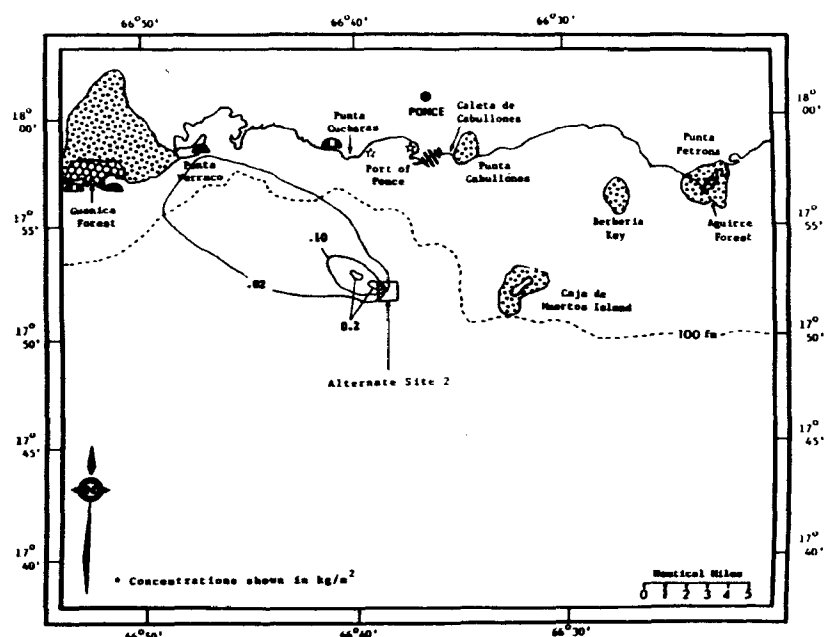 66° 50'
66° 40'
66° 30'
18° 00'
18° 00'
17° 55'
17° 55'
17° 50'
17° 50'
17° 45'
17° 45'
17° 40'
17° 40'
Punta Cucharas
PONCE
Caleta de Cabullones
Punta Petrona
Punta Verraco
Port of Ponce
Punta Cabullones
Guanica Forest
Berberia Key
Aguirre Forest
.10
.02
0.2
Caja de Muertos Island
100 fm
Alternate Site 2
* Concentrations shown in kg/m²
Nautical Miles
0 1 2 3 4 5
66° 50'
66° 40'
66° 30'